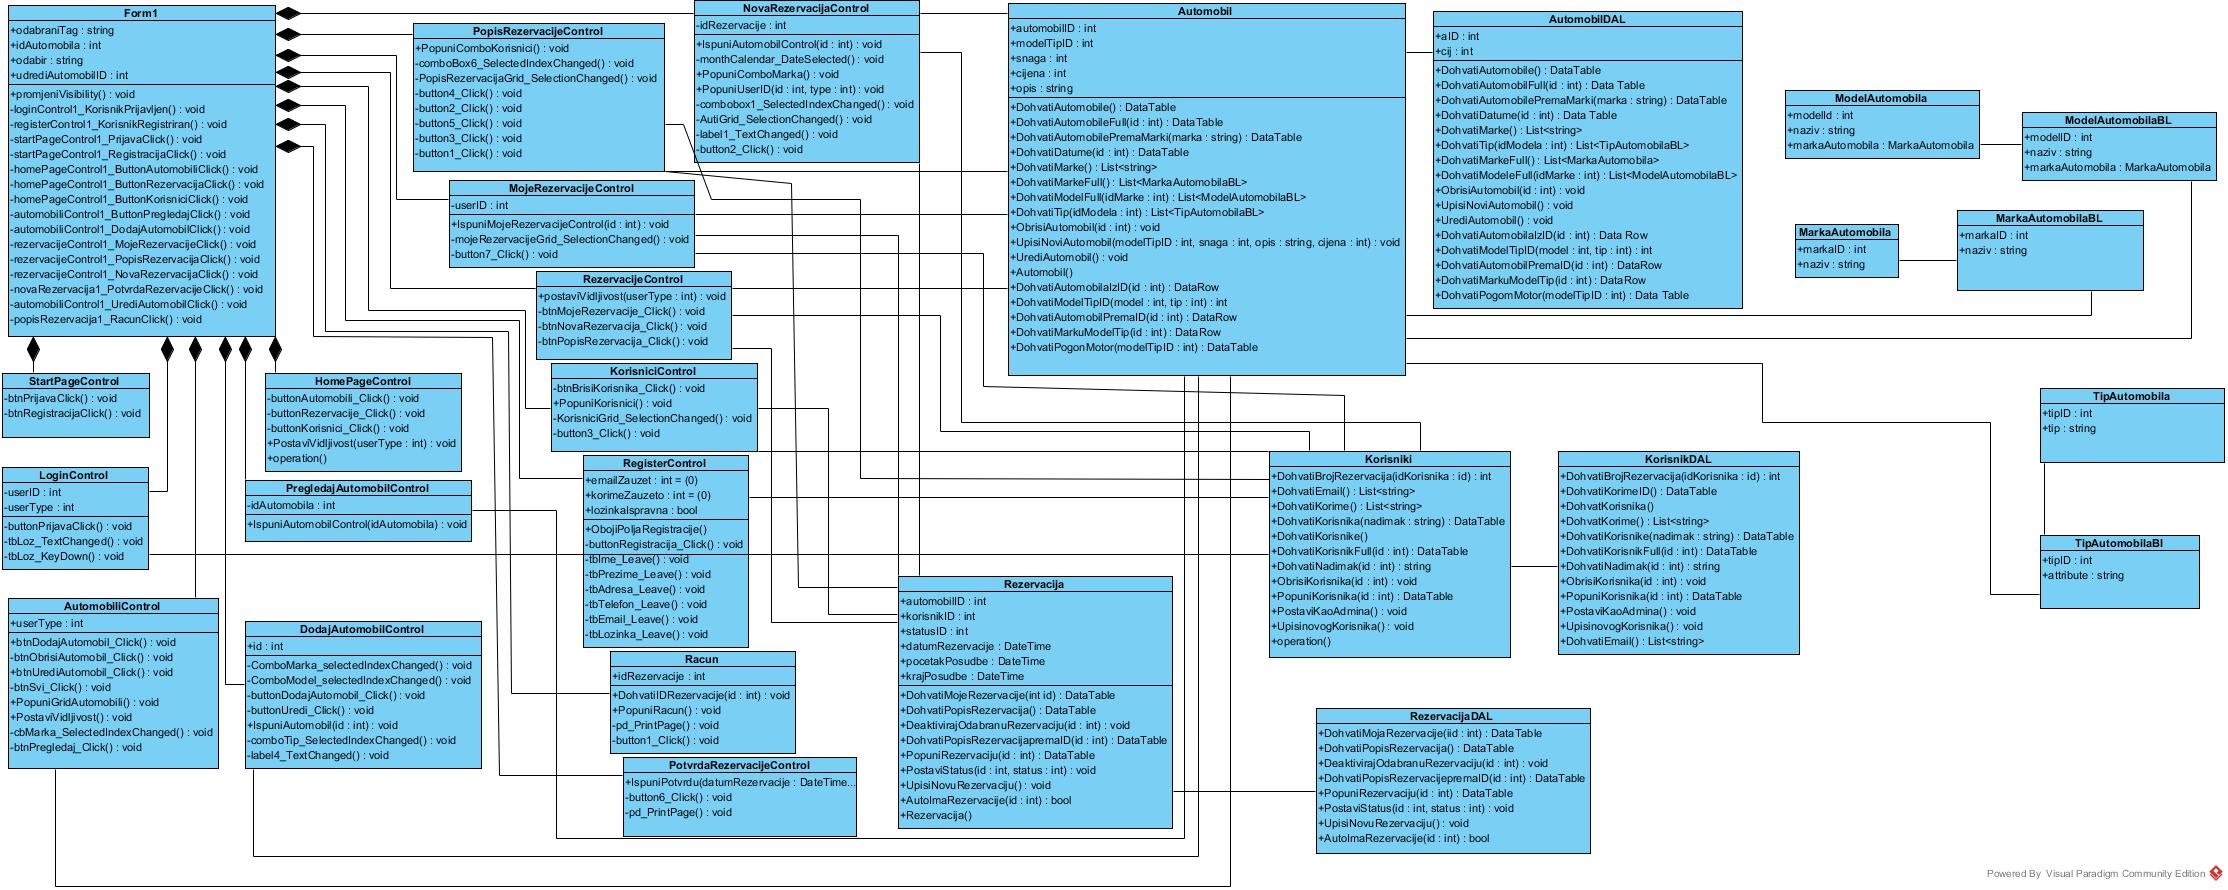 Form1
+odabraniTag : string
+idAutomobila : int
+odabir : string
+udrediAutomobilID : int
+promjeniVisibility() : void
-loginControl1_KorisnikPrijavljen() : void
-registerControl1_KorisnikRegistriran() : void
-startPageControl1_PrijavaClick() : void
-startPageControl1_RegistracijaClick() : void
-homePageControl1_ButtonAutomobiliClick() : void
-homePageControl1_ButtonRezervacijaClick() : void
-homePageControl1_ButtonKorisniciClick() : void
-automobiliControl1_ButtonPregledajClick() : void
-automobiliControl1_DodajAutomobilClick() : void
-rezervacijeControl1_MojeRezervacijeClick() : void
-rezervacijeControl1_PopisRezervacijaClick() : void
-rezervacijeControl1_NovaRezervacijaClick() : void
-novaRezervacija1_PotvrdaRezervacijeClick() : void
-automobiliControl1_UrediAutomobilClick() : void
-popisRezervacija1_RacunClick() : void
PopisRezervacijeControl
+PopuniComboKorisnici() : void
-comboBox6_SelectedIndexChanged() : void
-PopisRezervacijaGrid_SelectionChanged() : void
-button4_Click() : void
-button2_Click() : void
-button5_Click() : void
-button3_Click() : void
-button1_Click() : void
NovaRezervacijaControl
-idRezervacije : int
+IspuniAutomobilControl(id : int) : void
-monthCalendar_DateSelected() : void
+PopuniComboMarka() : void
+PopuniUserID(id : int, type : int) : void
-combobox1_SelectedIndexChanged() : void
-AutiGrid_SelectionChanged() : void
-label1_TextChanged() : void
-button2_Click() : void
MojeRezervacijeControl
-userID : int
+IspuniMojeRezervacijeControl(id : int) : void
-mojeRezervacijeGrid_SelectionChanged() : void
-button7_Click() : void
RezervacijeControl
+postaviVidljivost(userType : int) : void
-btnMojeRezervacije_Click() : void
-btnNovaRezervacija_Click() : void
-btnPopisRezervacija_Click() : void
KorisniciControl
-btnBrisiKorisnika_Click() : void
+PopuniKorisnici() : void
-KorisniciGrid_SelectionChanged() : void
-button3_Click() : void
RegisterControl
+emailZauzet : int = (0)
+korimeZauzeto : int = (0)
+lozinkaIspravna : bool
+ObojiPoljaRegistracije()
-buttonRegistracija_Click() : void
-tbIme_Leave() : void
-tbPrezime_Leave() : void
-tbAdresa_Leave() : void
-tbTelefon_Leave() : void
-tbEmail_Leave() : void
-tbLozinka_Leave() : void
Racun
+idRezervacije : int
+DohvatiIDRezervacije(id : int) : void
+PopuniRacun() : void
-pd_PrintPage() : void
-button1_Click() : void
PotvrdaRezervacijeControl
+IspuniPotvrdu(datumRezervacije : DateTime...
-button6_Click() : void
-pd_PrintPage() : void
StartPageControl
-btnPrijavaClick() : void
-btnRegistracijaClick() : void
HomePageControl
-buttonAutomobili_Click() : void
-buttonRezervacije_Click() : void
-buttonKorisnici_Click() : void
+PostaviVidljivost(userType : int) : void
+operation()
LoginControl
-userID : int
-userType : int
-buttonPrijavaClick() : void
-tbLoz_TextChanged() : void
-tbLoz_KeyDown() : void
PregledajAutomobilControl
-idAutomobila : int
+IspuniAutomobilControl(idAutomobila) : void
AutomobiliControl
+userType : int
+btnDodajAutomobil_Click() : void
-btnObrisiAutomobil_Click() : void
+btnUrediAutomobil_Click() : void
-btnSvi_Click() : void
+PopuniGridAutomobili() : void
+PostaviVidljivost() : void
-cbMarka_SelectedIndexChanged() : void
-btnPregledaj_Click() : void
DodajAutomobilControl
+id : int
-ComboMarka_selectedIndexChanged() : void
-ComboModel_selectedIndexChanged() : void
-buttonDodajAutomobil_Click() : void
-buttonUredi_Click() : void
+IspuniAutomobil(id : int) : void
-comboTip_SelectedIndexChanged() : void
-label4_TextChanged() : void
Automobil
+automobilID : int
+modelTipID : int
+snaga : int
+cijena : int
+opis : string
+DohvatiAutomobile() : DataTable
+DohvatiAutomobileFull(id : int) : DataTable
+DohvatiAutomobilePremaMarki(marka : string) : DataTable
+DohvatiDatume(id : int) : DataTable
+DohvatiMarke() : List<string>
+DohvatiMarkeFull() : List<MarkaAutomobilaBL>
+DohvatiModelFull(idMarke : int) : List<ModelAutomobilaBL>
+DohvatiTip(idModela : int) : List<TipAutomobilaBL>
+ObrisiAutomobil(id : int) : void
+UpisiNoviAutomobil(modelTipID : int, snaga : int, opis : string, cijena : int) : void
+UrediAutomobil() : void
+Automobil()
+DohvatiAutomobilaIzID(id : int) : DataRow
+DohvatiModelTipID(model : int, tip : int) : int
+DohvatiAutomobilPremaID(id : int) : DataRow
+DohvatiMarkuModelTip(id : int) : DataRow
+DohvatiPogonMotor(modelTipID : int) : DataTable
AutomobilDAL
+aID : int
+cij : int
+DohvatiAutomobile() : DataTable
+DohvatiAutomobilFull(id : int) : Data Table
+DohvatiAutomobilePremaMarki(marka : string) : DataTable
+DohvatiDatume(id : int) : Data Table
+DohvatiMarke() : List<string>
+DohvatiTip(idModela : int) : List<TipAutomobilaBL>
+DohvatiMarkeFull() : List<MarkaAutomobila>
+DohvatiModeleFull(idMarke : int) : List<ModelAutomobilaBL>
+ObrisiAutomobil(id : int) : void
+UpisiNoviAutomobil() : void
+UrediAutomobil() : void
+DohvatiAutomobilaIzID(id : int) : Data Row
+DohvatiModelTipID(model : int, tip : int) : int
+DohvatiAutomobilPremaID(id : int) : DataRow
+DohvatiMarkuModelTip(id : int) : DataRow
+DohvatiPogomMotor(modelTipID : int) : Data Table
ModelAutomobila
+modelId : int
+naziv : string
+markaAutomobila : MarkaAutomobila
ModelAutomobilaBL
+modelID : int
+naziv : string
+markaAutomobila : MarkaAutomobila
MarkaAutomobila
+markaID : int
+naziv : string
MarkaAutomobilaBL
+markaID : int
+naziv : string
TipAutomobila
+tipID : int
+tip : string
TipAutomobilaBl
+tipID : int
+attribute : string
Korisniki
+DohvatiBrojRezervacija(idKorisnika : id) : int
+DohvatiEmail() : List<string>
+DohvatiKorime() : List<string>
+DohvatiKorisnika(nadimak : string) : DataTable
+DohvatiKorisnike()
+DohvatiKorisnikFull(id : int) : DataTable
+DohvatiNadimak(id : int) : string
+ObrisiKorisnika(id : int) : void
+PopuniKorisnika(id : int) : DataTable
+PostaviKaoAdmina() : void
+UpisinovogKorisnika() : void
+operation()
KorisnikDAL
+DohvatiBrojRezervacija(idKorisnika : id) : int
+DohvatiKorimeID() : DataTable
+DohvatKorisnika()
+DohvatKorime() : List<string>
+DohvatiKorisnike(nadimak : string) : DataTable
+DohvatiKorisnikFull(id : int) : DataTable
+DohvatiNadimak(id : int) : string
+ObisiKorisnika(id : int) : void
+PopuniKorisnika(id : int) : DataTable
+PostaviKaoAdmina() : void
+UpisinovogKorisnika() : void
+DohvatiEmail() : List<string>
Rezervacija
+automobilID : int
+korisnikID : int
+statusID : int
+datumRezervacije : DateTime
+pocetakPosudbe : DateTime
+krajPosudbe : DateTime
+DohvatiMojeRezervacije(int id) : DataTable
+DohvatiPopisRezervacija() : DataTable
+DeaktivirajOdabranuRezervaciju(id : int) : void
+DohvatiPopisRezervacijapremaID(id : int) : DataTable
+PopuniRezervaciju(id : int) : DataTable
+PostaviStatus(id : int, status : int) : void
+UpisiNovuRezervaciju() : void
+AutoImaRezervacije(id : int) : bool
+Rezervacija()
RezervacijaDAL
+DohvatiMojaRezervacije(iid : int) : DataTable
+DohvatiPopisRezervacija() : DataTable
+DeaktivirajOdabranuRezervaciju(id : int) : void
+DohvatiPopisRezervacijepremaID(id : int) : DataTable
+PopuniRezervaciju(id : int) : DataTable
+PostaviStatus(id : int, status : int) : void
+UpisiNovuRezervaciju() : void
+AutoImaRezervacije(id : int) : bool
Powered By Visual Paradigm Community Edition